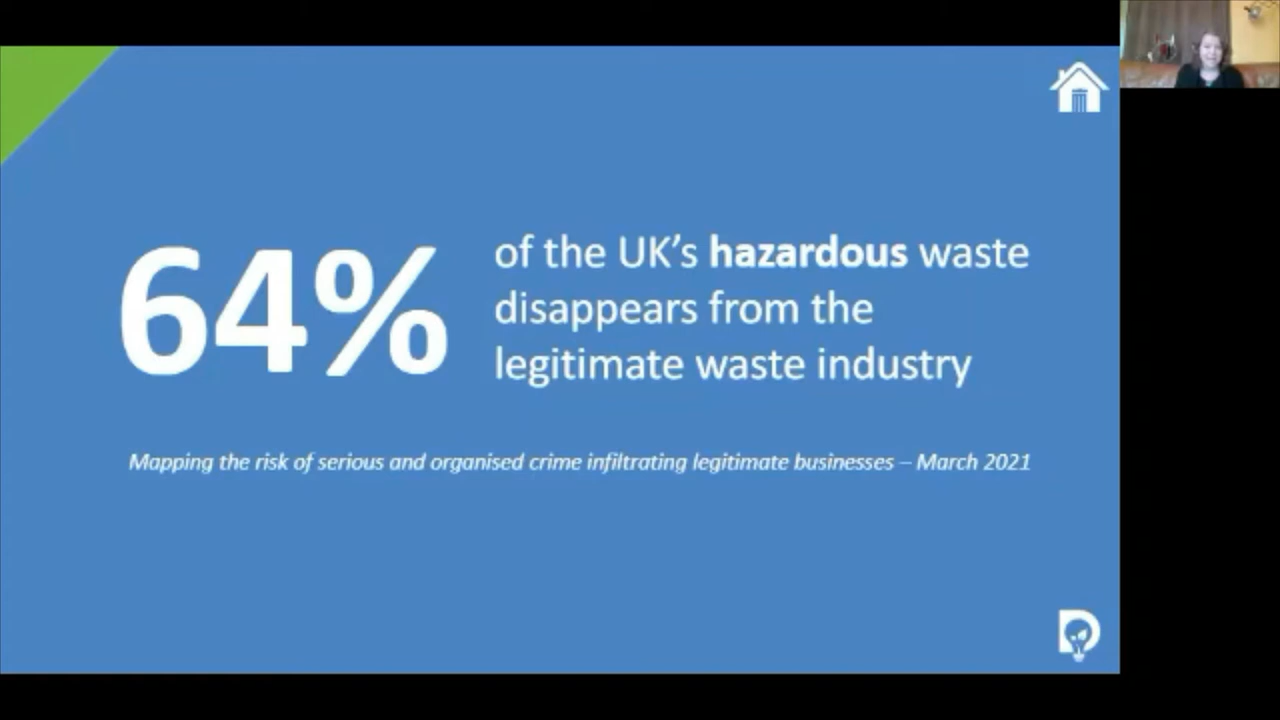 64%
of the UK’s hazardous waste
disappears from the
legitimate waste industry
Mapping the risk of serious and organised crime infiltrating legitimate businesses – March 2021